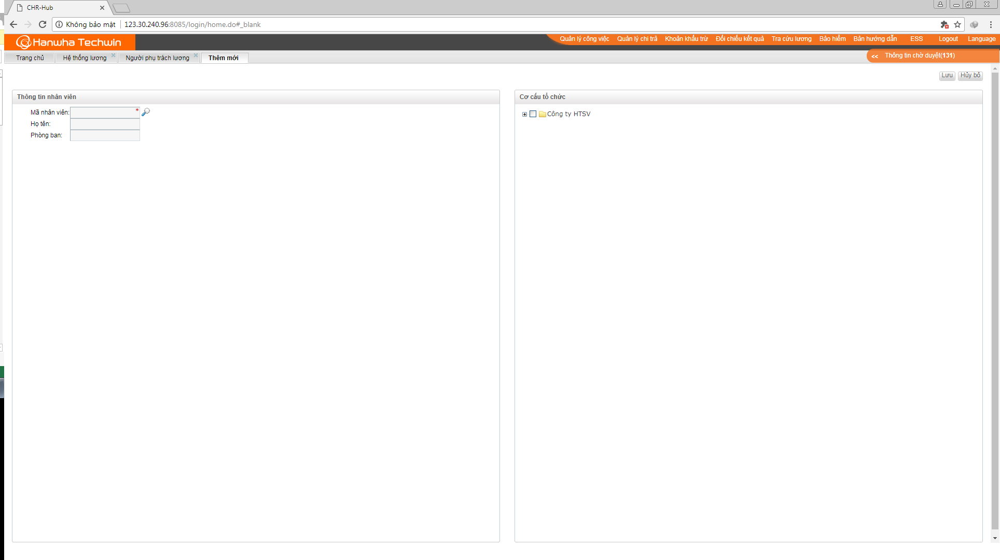 CHR-Hub
Không bảo mật 123.30.240.96:8085/login/home.do#_blank
Hanwha Techwin
Quản lý công việc Quản lý chi trả Khoản khấu trừ Đối chiếu kết quả Tra cứu lương Bảo hiểm Bản hướng dẫn ESS Logout Language
Trang chủ Hệ thống lương Người phụ trách lương Thêm mới
<< Thông tin chờ duyệt(131)
Lưu Hủy bỏ
Thông tin nhân viên
Mã nhân viên: *
Họ tên:
Phòng ban:
Cơ cấu tổ chức
Công ty HTSV